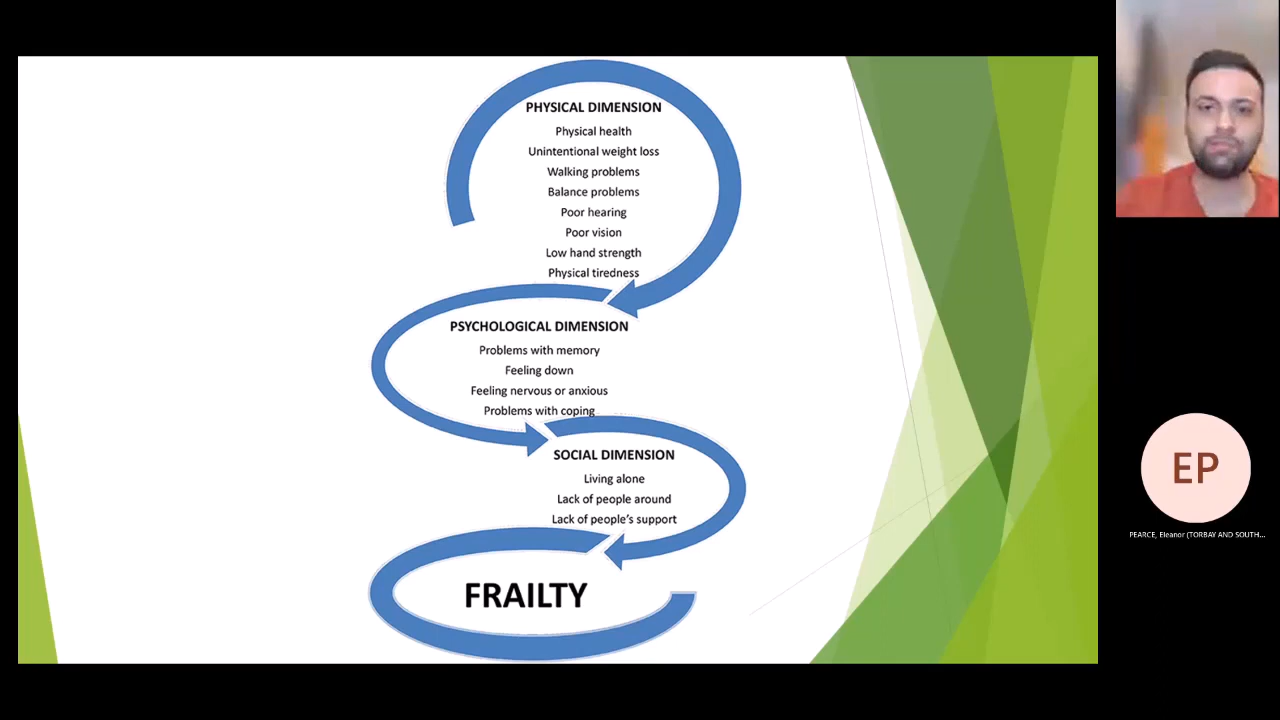 PHYSICAL DIMENSION
Physical health
Unintentional weight loss
Walking problems
Balance problems
Poor hearing
Poor vision
Low hand strength
Physical tiredness
PSYCHOLOGICAL DIMENSION
Problems with memory
Feeling down
Feeling nervous or anxious
Problems with coping
SOCIAL DIMENSION
Living alone
Lack of people around
Lack of people’s support
FRAILTY
EP
PEARCE, Eleanor (TORBAY AND SOUTH...